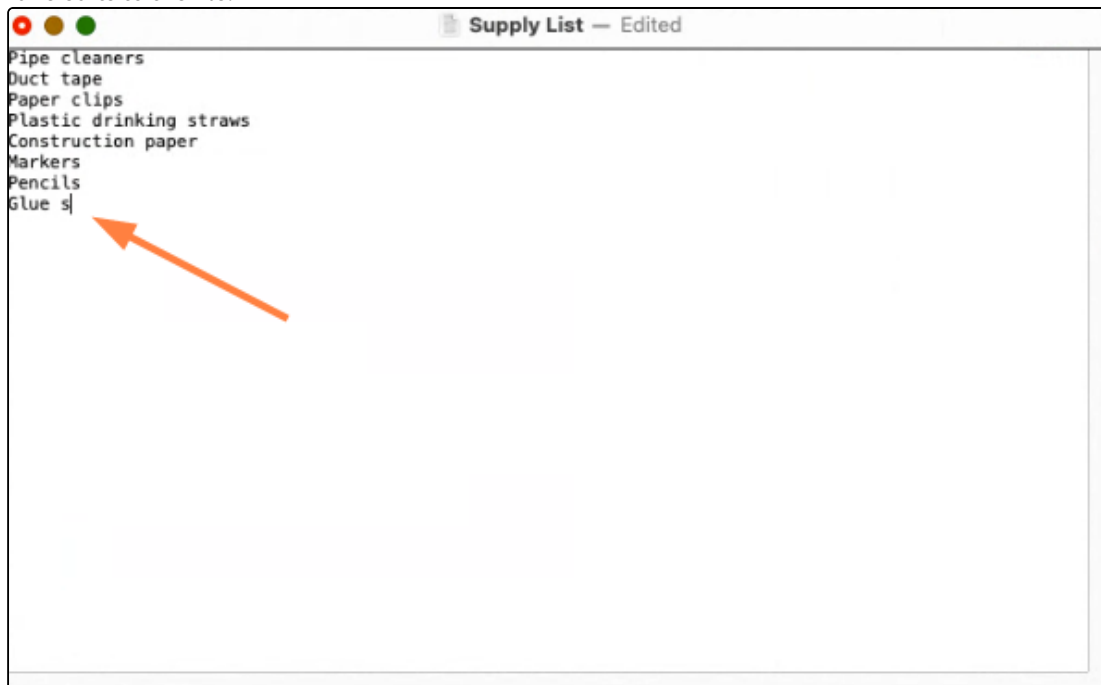 Supply List — Edited
Pipe cleaners
Duct tape
Paper clips
Plastic drinking straws
Construction paper
Markers
Pencils
Glue s